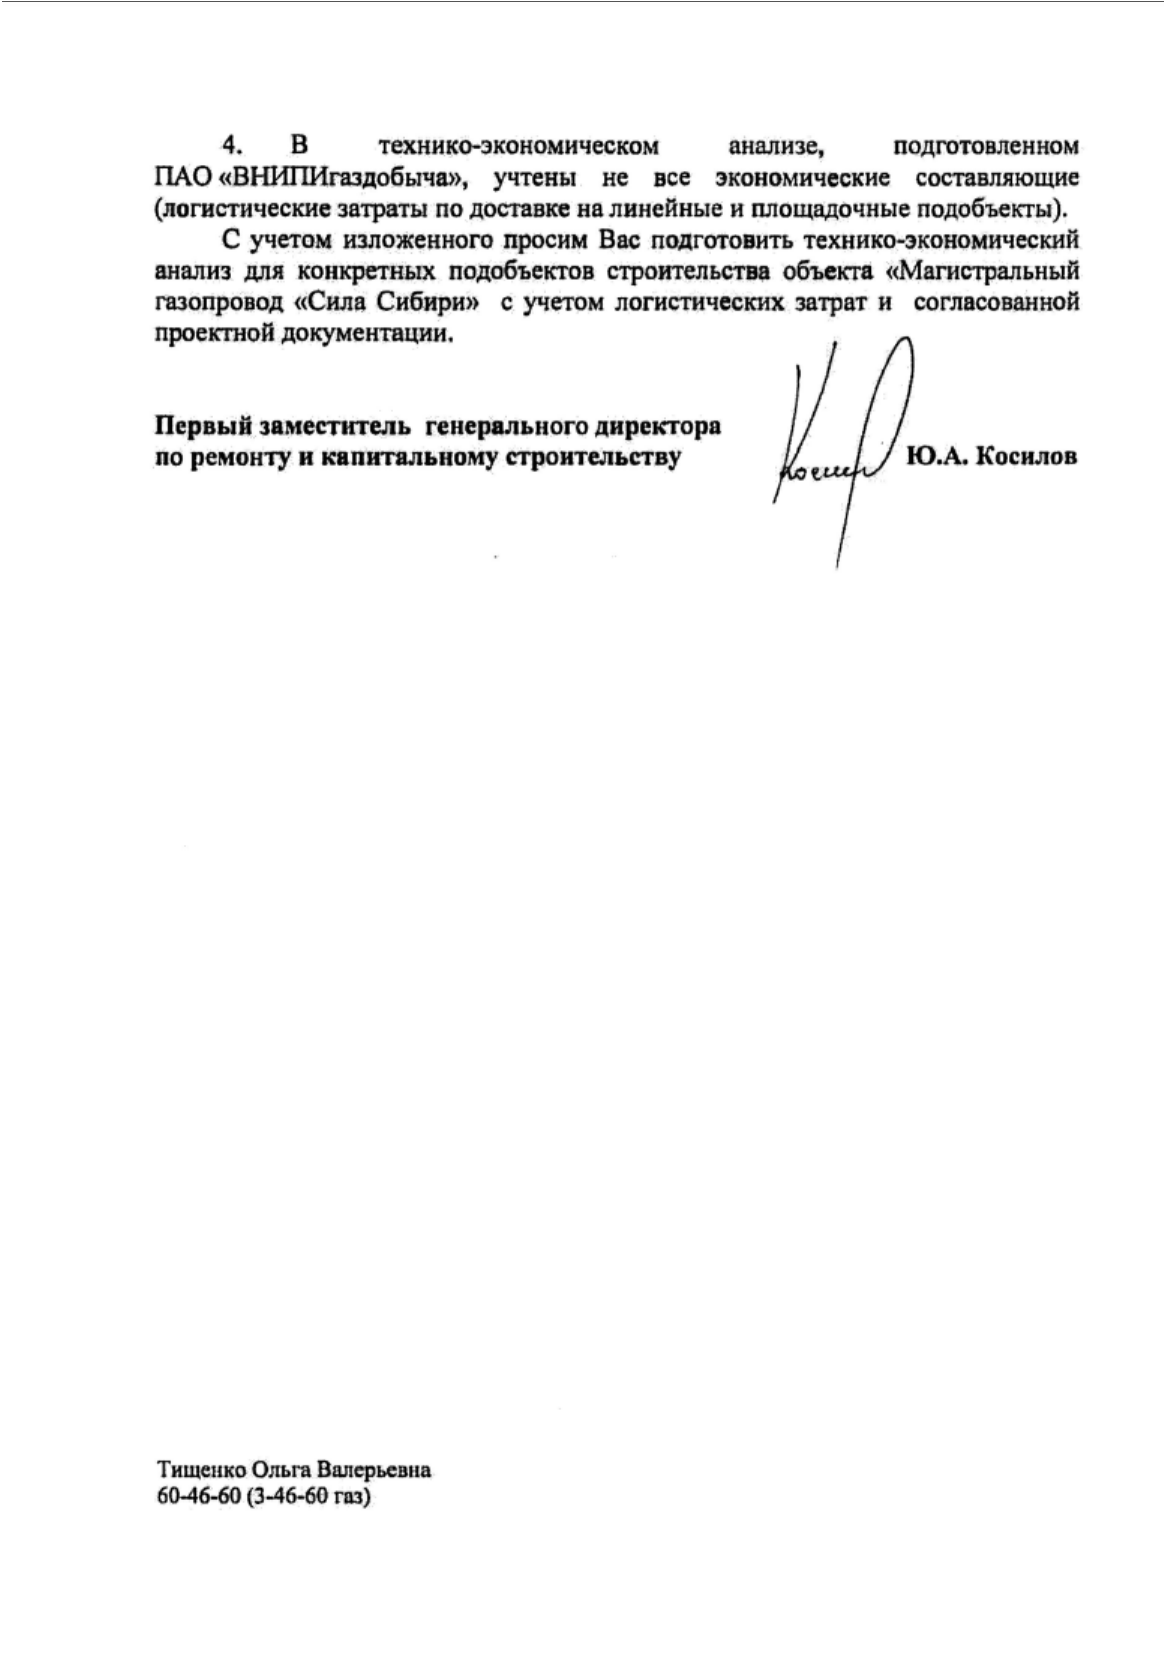 4. В технико-экономическом анализе, подготовленном
ПАО «ВНИПИгаздобыча», учтены не все экономические составляющие
(логистические затраты по доставке на линейные и площадочные подобъекты).
С учетом изложенного просим Вас подготовить технико-экономический
анализ для конкретных подобъектов строительства объекта «Магистральный
газопровод «Сила Сибири» с учетом логистических затрат и согласованной
проектной документации.
Первый заместитель генерального директора
по ремонту и капитальному строительству
Ю.А. Косилов
Тищенко Ольга Валерьевна
60-46-60 (3-46-60 газ)